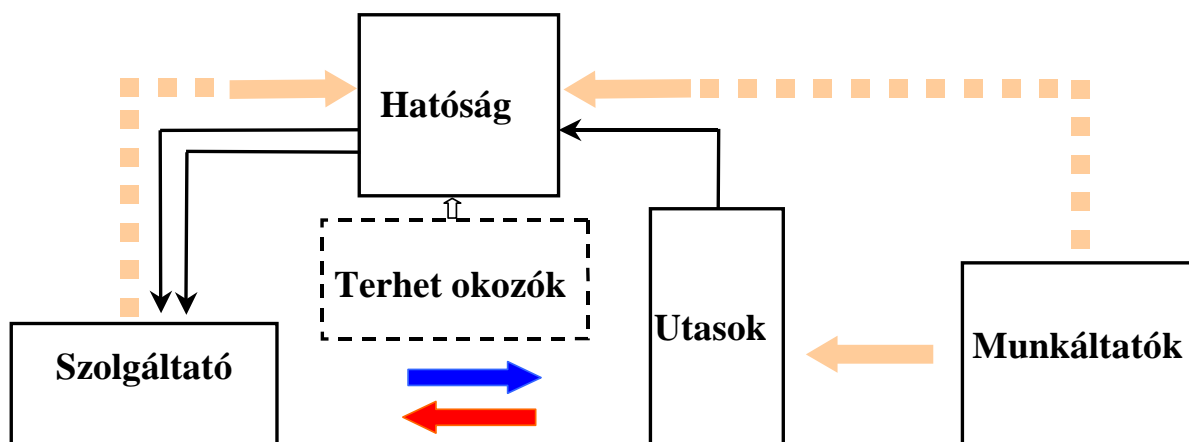 Hatóság
Terhet okozók
Utasok
Munkáltatók
Szolgáltató